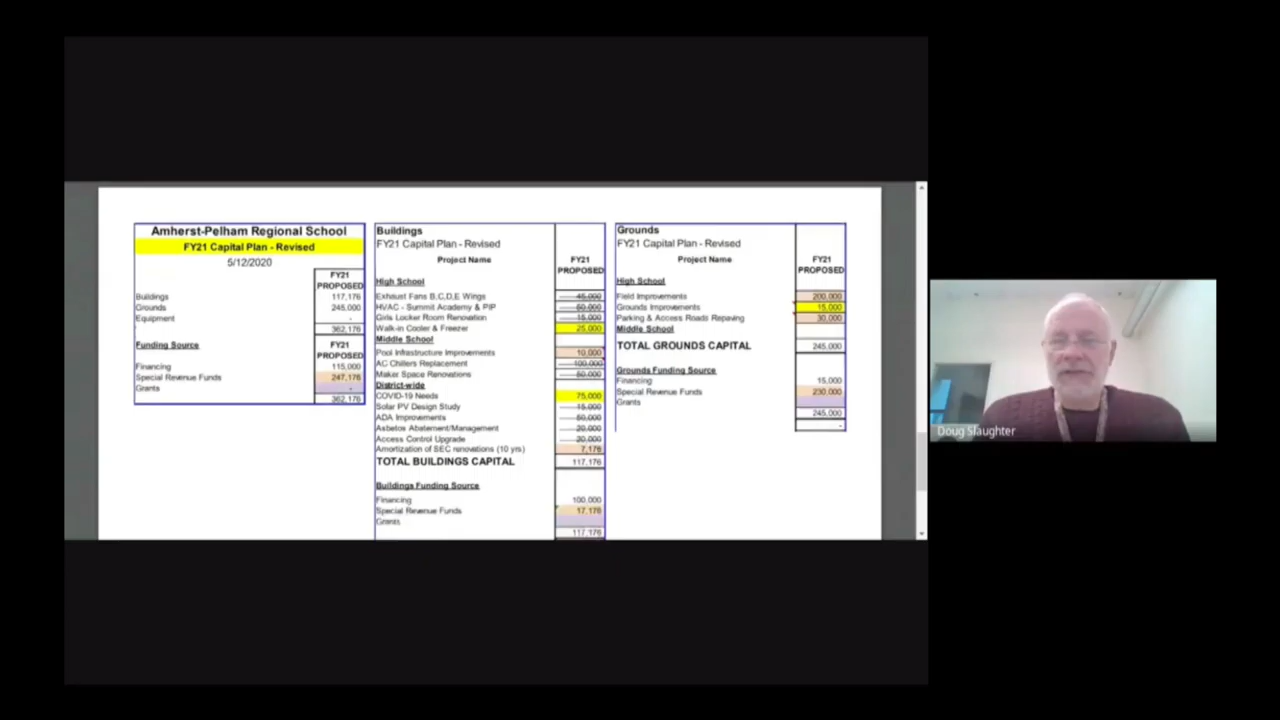 Amherst-Pelham Regional School
FY21 Capital Plan - Revised
5/12/2020
FY21
PROPOSED
Buildings 117,176
Grounds 245,000
Equipment -
362,176
Funding Source FY21
PROPOSED
Financing 115,000
Special Revenue Funds 247,176
Grants -
362,176
Buildings
FY21 Capital Plan - Revised
Project Name FY21
PROPOSED
High School
Exhaust Fans B,C,D,E Wings 45,000
HVAC - Summit Academy & PIP 60,000
Girls Locker Room Renovation 15,000
Walk-in Cooler & Freezer 25,000
Middle School
Pool Infrastructure Improvements 10,000
AC Chillers Replacement 100,000
Maker Space Renovations 50,000
District-wide
COVID-19 Needs 75,000
Solar PV Design Study 15,000
ADA Improvements 50,000
Asbetos Abatement/Management 20,000
Access Control Upgrade 20,000
Amortization of SEC renovations (10 yrs) 7,176
TOTAL BUILDINGS CAPITAL 117,176
Buildings Funding Source
Financing 100,000
Special Revenue Funds 17,176
Grants
117,176
Grounds
FY21 Capital Plan - Revised
Project Name FY21
PROPOSED
High School
Field Improvements 200,000
Grounds Improvements 15,000
Parking & Access Roads Repaving 30,000
Middle School
TOTAL GROUNDS CAPITAL 245,000
Grounds Funding Source
Financing 15,000
Special Revenue Funds 230,000
Grants
245,000
-
Doug Slaughter